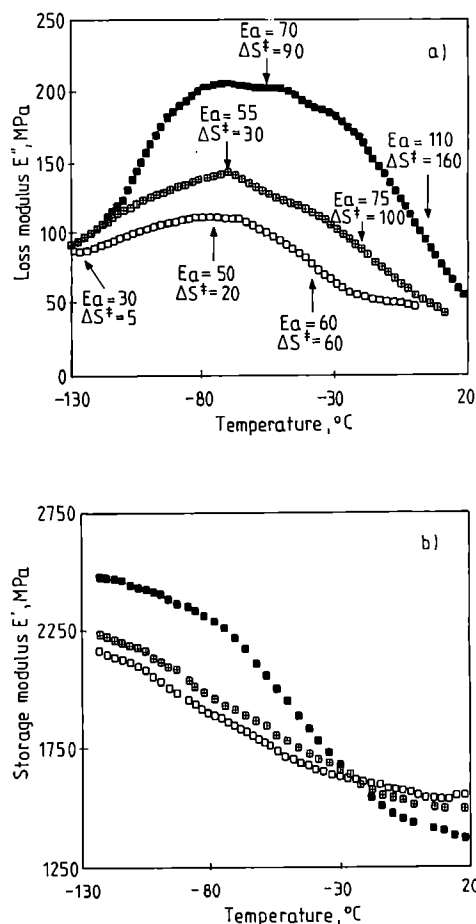 a)
250
200
150
100
50
0
Loss modulus E'', MPa
Ea = 70
ΔS‡= 90
Ea = 55
ΔS‡= 30
Ea = 110
ΔS‡= 160
Ea = 75
ΔS‡= 100
Ea = 30
ΔS‡= 5
Ea = 50
ΔS‡= 20
Ea = 60
ΔS‡= 60
-130
-80
-30
20
Temperature, °C
b)
2750
2250
1750
1250
Storage modulus E', MPa
-130
-80
-30
20
Temperature, °C